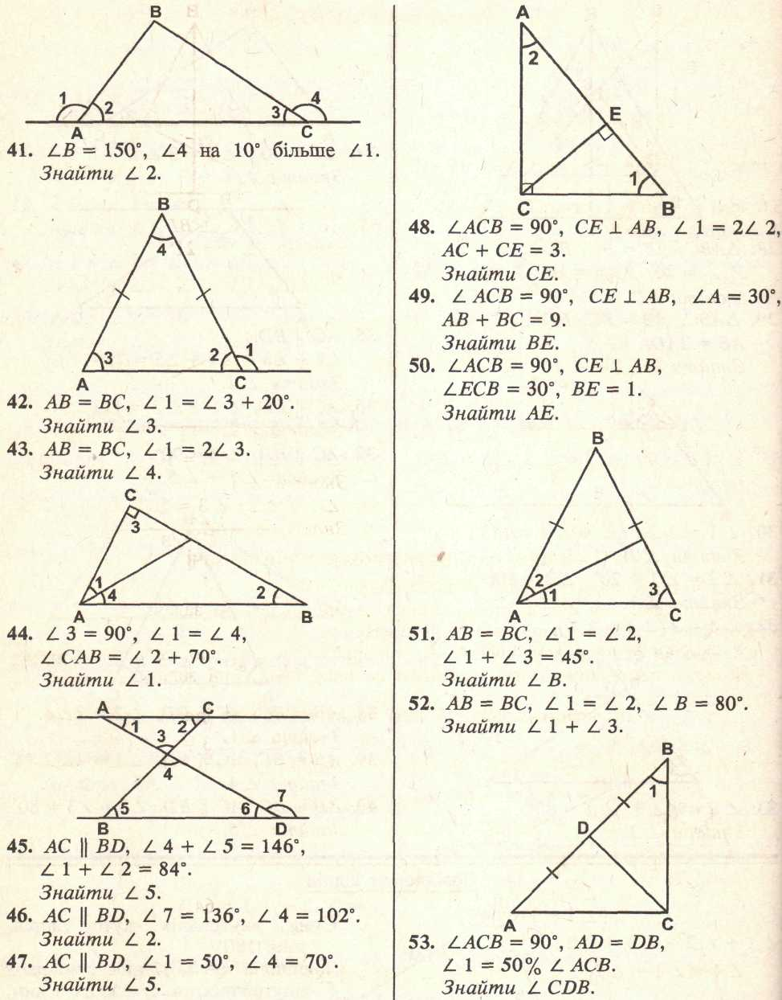 B
1
2
3
4
A
C
41. ∠B = 150°, ∠4 на 10° більше ∠1.
Знайти ∠ 2.
B
4
3
2
1
A
C
42. AB = BC, ∠ 1 = ∠ 3 + 20°.
Знайти ∠ 3.
43. AB = BC, ∠ 1 = 2∠ 3.
Знайти ∠ 4.
C
3
1
4
2
A
B
44. ∠ 3 = 90°, ∠ 1 = ∠ 4,
∠ CAB = ∠ 2 + 70°.
Знайти ∠ 1.
A
C
1
2
3
4
5
6
7
B
D
45. AC || BD, ∠ 4 + ∠ 5 = 146°,
∠ 1 + ∠ 2 = 84°.
Знайти ∠ 5.
46. AC || BD, ∠ 7 = 136°, ∠ 4 = 102°.
Знайти ∠ 2.
47. AC || BD, ∠ 1 = 50°, ∠ 4 = 70°.
Знайти ∠ 5.
A
2
E
1
C
B
48. ∠ACB = 90°, CE ⊥ AB, ∠ 1 = 2∠ 2,
AC + CE = 3.
Знайти CE.
49. ∠ ACB = 90°, CE ⊥ AB, ∠A = 30°,
AB + BC = 9.
Знайти BE.
50. ∠ACB = 90°, CE ⊥ AB,
∠ECB = 30°, BE = 1.
Знайти AE.
B
2
1
3
A
C
51. AB = BC, ∠ 1 = ∠ 2,
∠ 1 + ∠ 3 = 45°.
Знайти ∠ B.
52. AB = BC, ∠ 1 = ∠ 2, ∠ B = 80°.
Знайти ∠ 1 + ∠ 3.
B
1
D
A
C
53. ∠ACB = 90°, AD = DB,
∠ 1 = 50% ∠ ACB.
Знайти ∠ CDB.